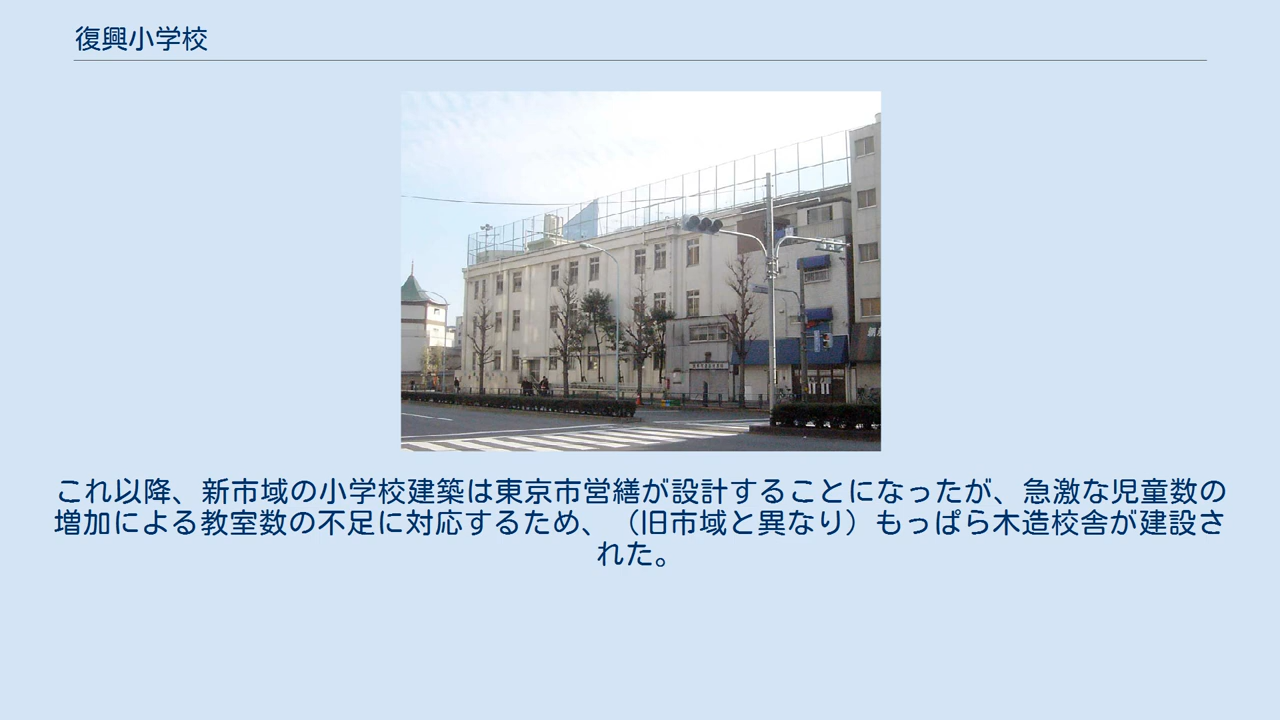 復興小学校
これ以降、新市域の小学校建築は東京市営繕が設計することになったが、急激な児童数の
増加による教室数の不足に対応するため、（旧市域と異なり）もっぱら木造校舎が建設さ
れた。